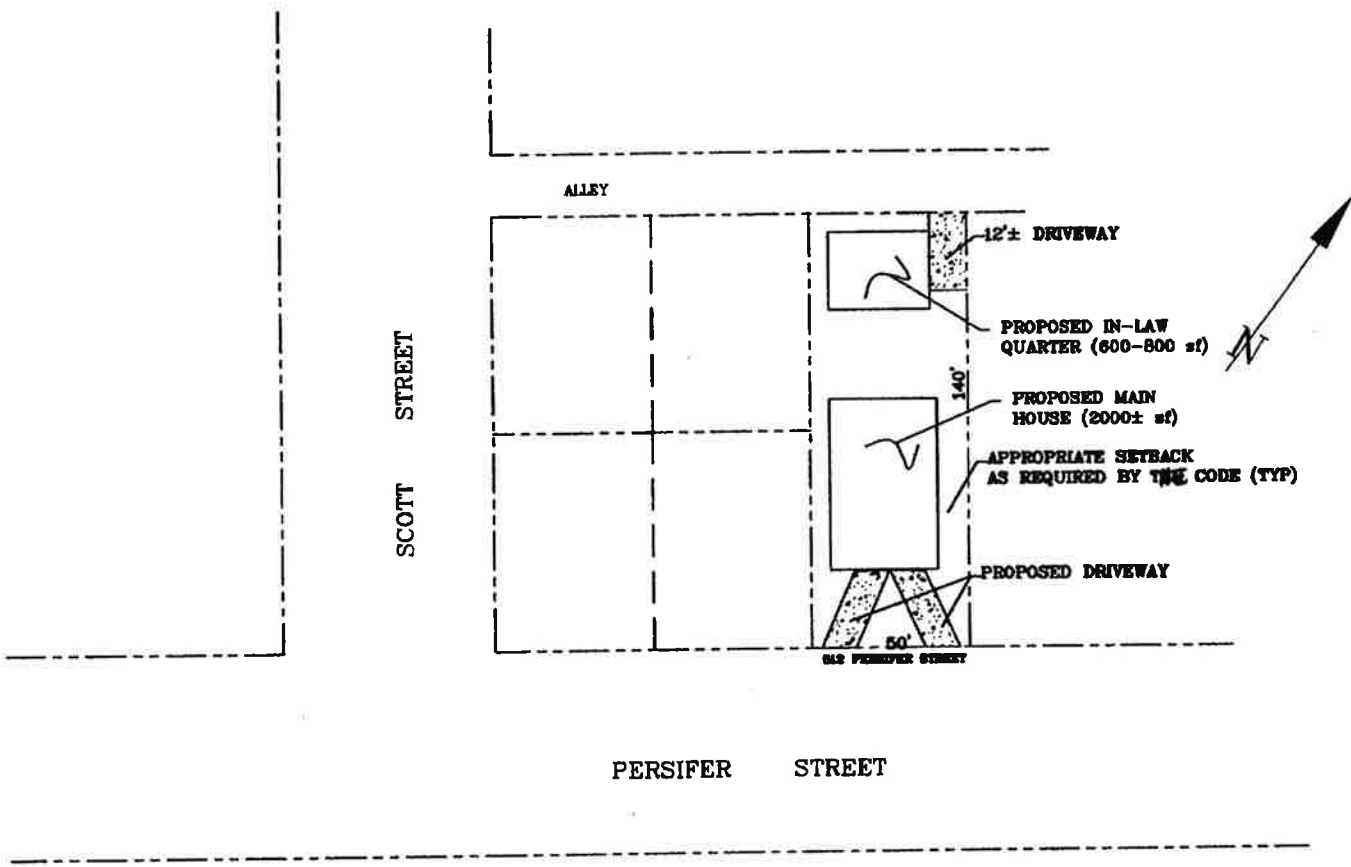 ALLEY
12'± DRIVEWAY
PROPOSED IN-LAW
QUARTER (600-800 sf)
N
140'
PROPOSED MAIN
HOUSE (2000± sf)
APPROPRIATE SETBACK
AS REQUIRED BY THE CODE (TYP)
PROPOSED DRIVEWAY
50'
612 PERSIFER STREET
SCOTT STREET
PERSIFER STREET